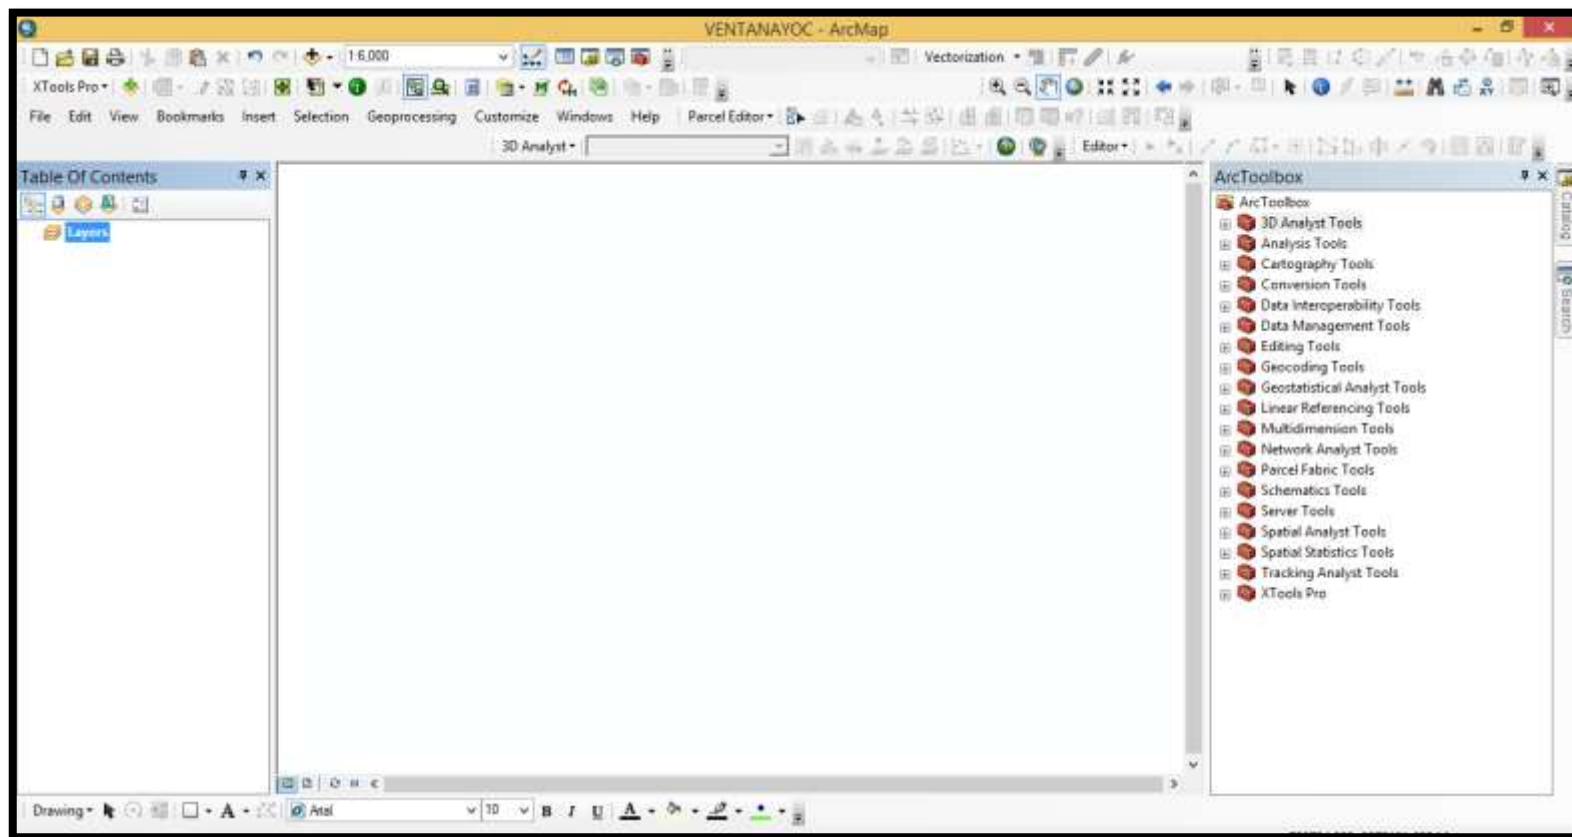 VENTANAYOC - ArcMap
1:6,000
Vectorization
XTools Pro
File Edit View Bookmarks Insert Selection Geoprocessing Customize Windows Help Parcel Editor
3D Analyst Editor
Table Of Contents
Layers
ArcToolbox
ArcToolbox
3D Analyst Tools
Analysis Tools
Cartography Tools
Conversion Tools
Data Interoperability Tools
Data Management Tools
Editing Tools
Geocoding Tools
Geostatistical Analyst Tools
Linear Referencing Tools
Multidimension Tools
Network Analyst Tools
Parcel Fabric Tools
Schematics Tools
Server Tools
Spatial Analyst Tools
Spatial Statistics Tools
Tracking Analyst Tools
XTools Pro
Catalog
Search
Drawing A Arial 10 B I U A